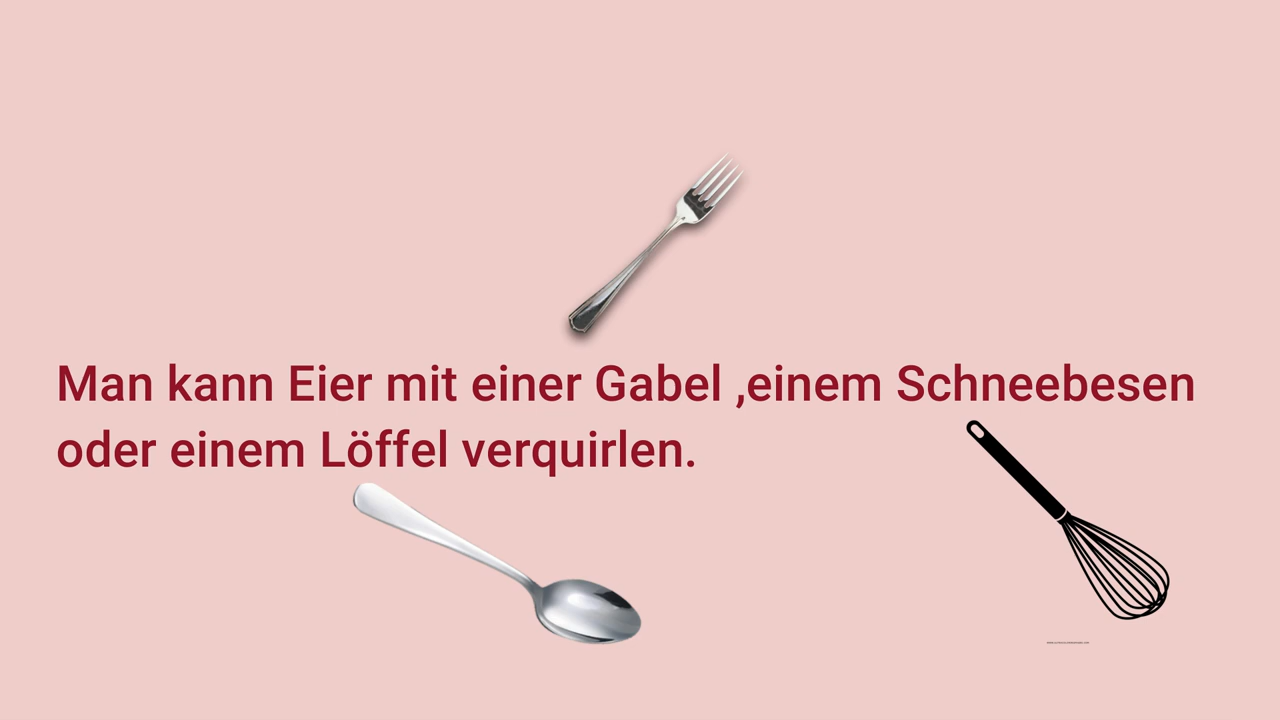 Man kann Eier mit einer Gabel ,einem Schneebesen
oder einem Löffel verquirlen.